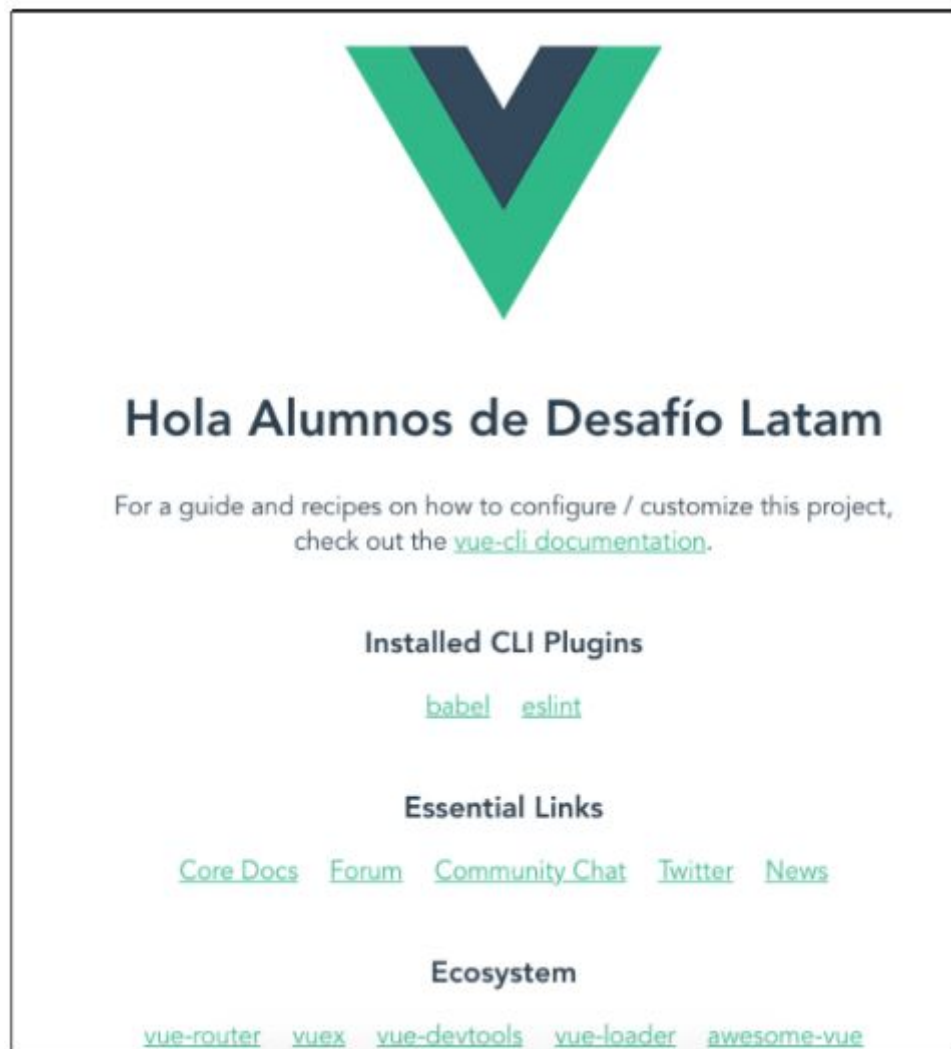 Hola Alumnos de Desafío Latam
For a guide and recipes on how to configure / customize this project,
check out the vue-cli documentation.
Installed CLI Plugins
babel eslint
Essential Links
Core Docs Forum Community Chat Twitter News
Ecosystem
vue-router vuex vue-devtools vue-loader awesome-vue